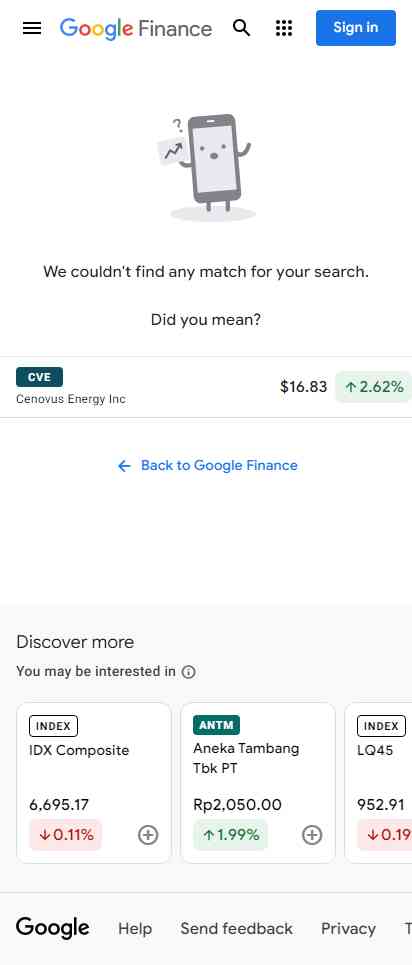 Google Finance
Sign in
?
We couldn't find any match for your search.
Did you mean?
CVE
$16.83
2.62%
Cenovus Energy Inc
Back to Google Finance
Discover more
You may be interested in
INDEX
IDX Composite
6,695.17
0.11%
ANTM
Aneka Tambang
Tbk PT
Rp2,050.00
1.99%
INDEX
LQ45
952.91
0.19
Google
Help
Send feedback
Privacy
T